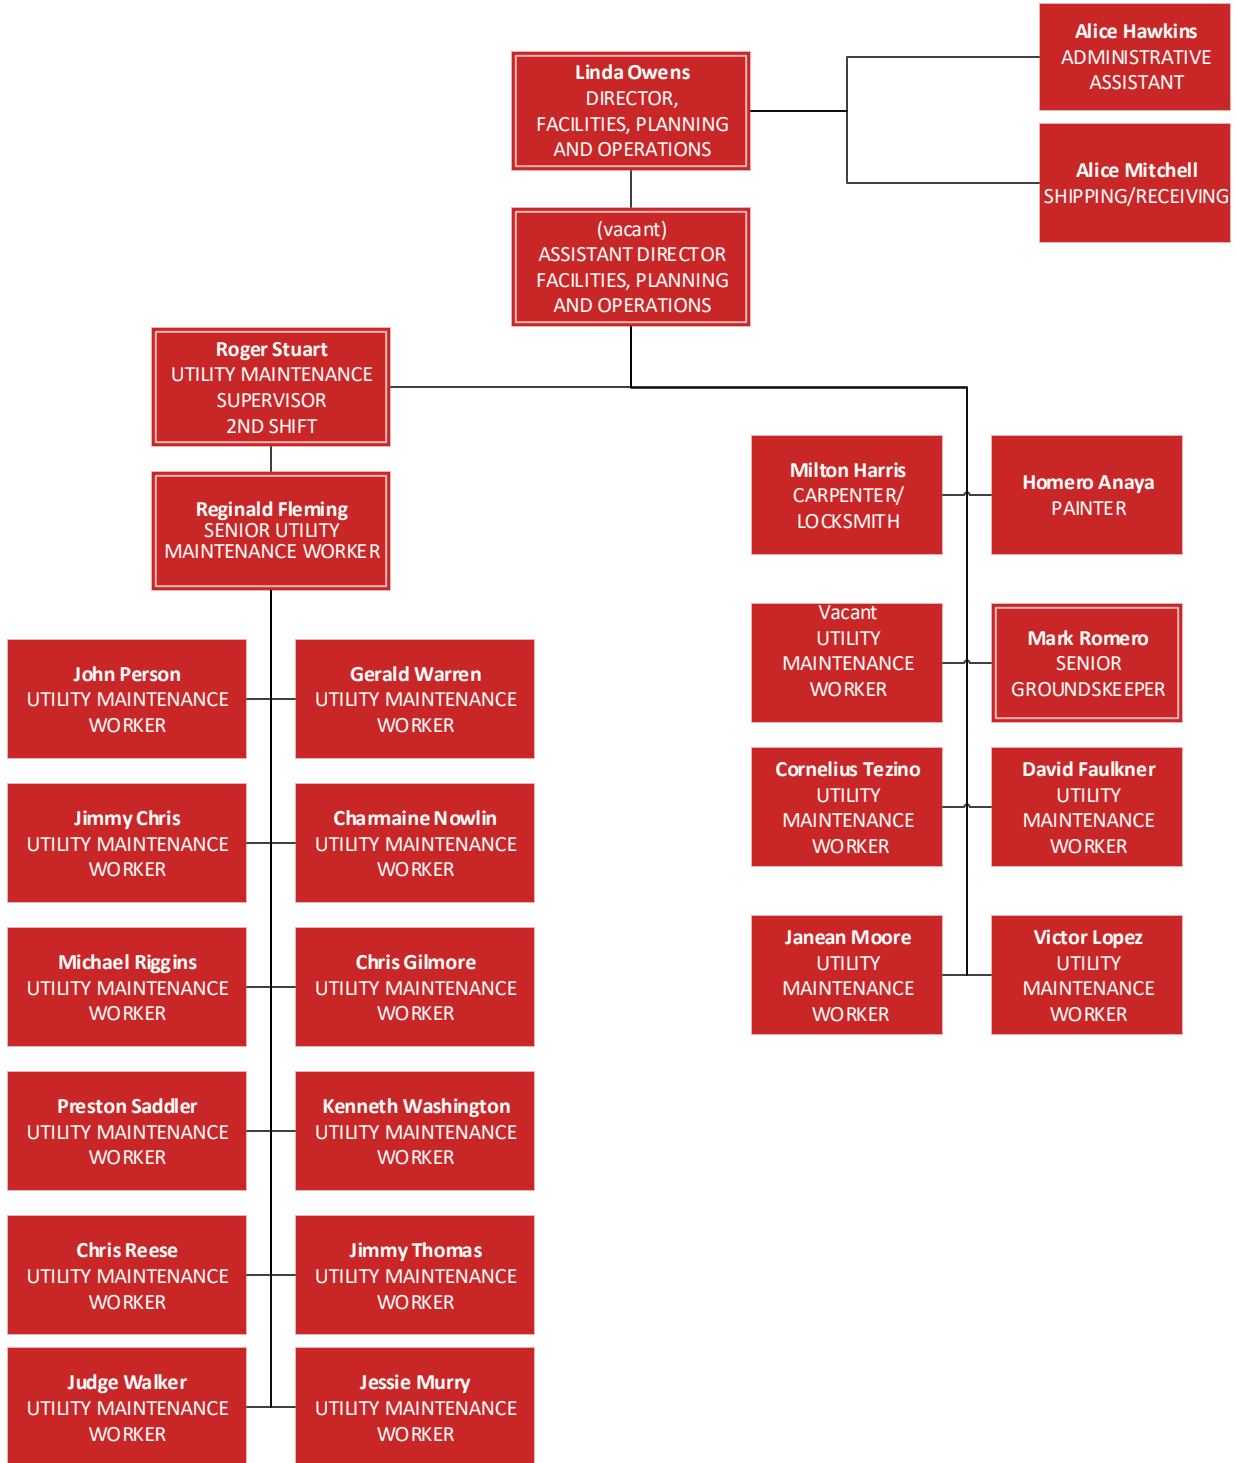 Alice Hawkins
ADMINISTRATIVE
ASSISTANT
Linda Owens
DIRECTOR,
FACILITIES, PLANNING
AND OPERATIONS
Alice Mitchell
SHIPPING/RECEIVING
(vacant)
ASSISTANT DIRECTOR
FACILITIES, PLANNING
AND OPERATIONS
Roger Stuart
UTILITY MAINTENANCE
SUPERVISOR
2ND SHIFT
Reginald Fleming
SENIOR UTILITY
MAINTENANCE WORKER
Milton Harris
CARPENTER/
LOCKSMITH
Homero Anaya
PAINTER
Vacant
UTILITY
MAINTENANCE
WORKER
Mark Romero
SENIOR
GROUNDSKEEPER
John Person
UTILITY MAINTENANCE
WORKER
Gerald Warren
UTILITY MAINTENANCE
WORKER
Cornelius Tezino
UTILITY
MAINTENANCE
WORKER
David Faulkner
UTILITY
MAINTENANCE
WORKER
Jimmy Chris
UTILITY MAINTENANCE
WORKER
Charmaine Nowlin
UTILITY MAINTENANCE
WORKER
Janean Moore
UTILITY
MAINTENANCE
WORKER
Victor Lopez
UTILITY
MAINTENANCE
WORKER
Michael Riggins
UTILITY MAINTENANCE
WORKER
Chris Gilmore
UTILITY MAINTENANCE
WORKER
Preston Saddler
UTILITY MAINTENANCE
WORKER
Kenneth Washington
UTILITY MAINTENANCE
WORKER
Chris Reese
UTILITY MAINTENANCE
WORKER
Jimmy Thomas
UTILITY MAINTENANCE
WORKER
Judge Walker
UTILITY MAINTENANCE
WORKER
Jessie Murry
UTILITY MAINTENANCE
WORKER